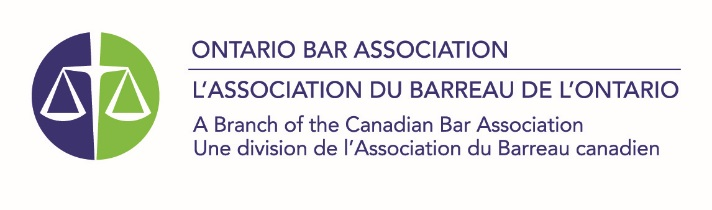 ONTARIO BAR ASSOCIATION
L'ASSOCIATION DU BARREAU DE L'ONTARIO
A Branch of the Canadian Bar Association
Une division de l'Association du Barreau canadien